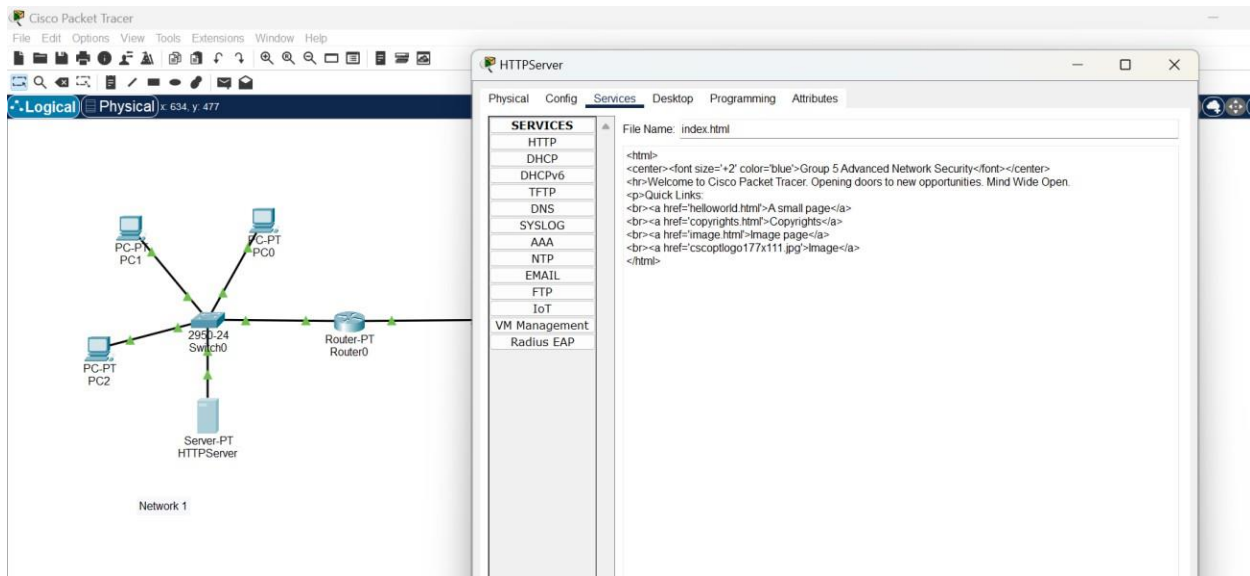 Cisco Packet Tracer
File Edit Options View Tools Extensions Window Help
Logical Physical x: 634, y: 477
PC-PT
PC1
PC-PT
PC0
2950-24
Switch0
Router-PT
Router0
PC-PT
PC2
Server-PT
HTTPServer
Network 1
HTTPServer
Physical Config Services Desktop Programming Attributes
SERVICES
HTTP
DHCP
DHCPv6
TFTP
DNS
SYSLOG
AAA
NTP
EMAIL
FTP
IoT
VM Management
Radius EAP
File Name: index.html
<html>
<center><font size='+2' color='blue'>Group 5 Advanced Network Security</font></center>
<hr>Welcome to Cisco Packet Tracer. Opening doors to new opportunities. Mind Wide Open.
<p>Quick Links:
<br><a href='helloworld.html'>A small page</a>
<br><a href='copyrights.html'>Copyrights</a>
<br><a href='image.html'>Image page</a>
<br><a href='cscoptlogo177x111.jpg'>Image</a>
</html>